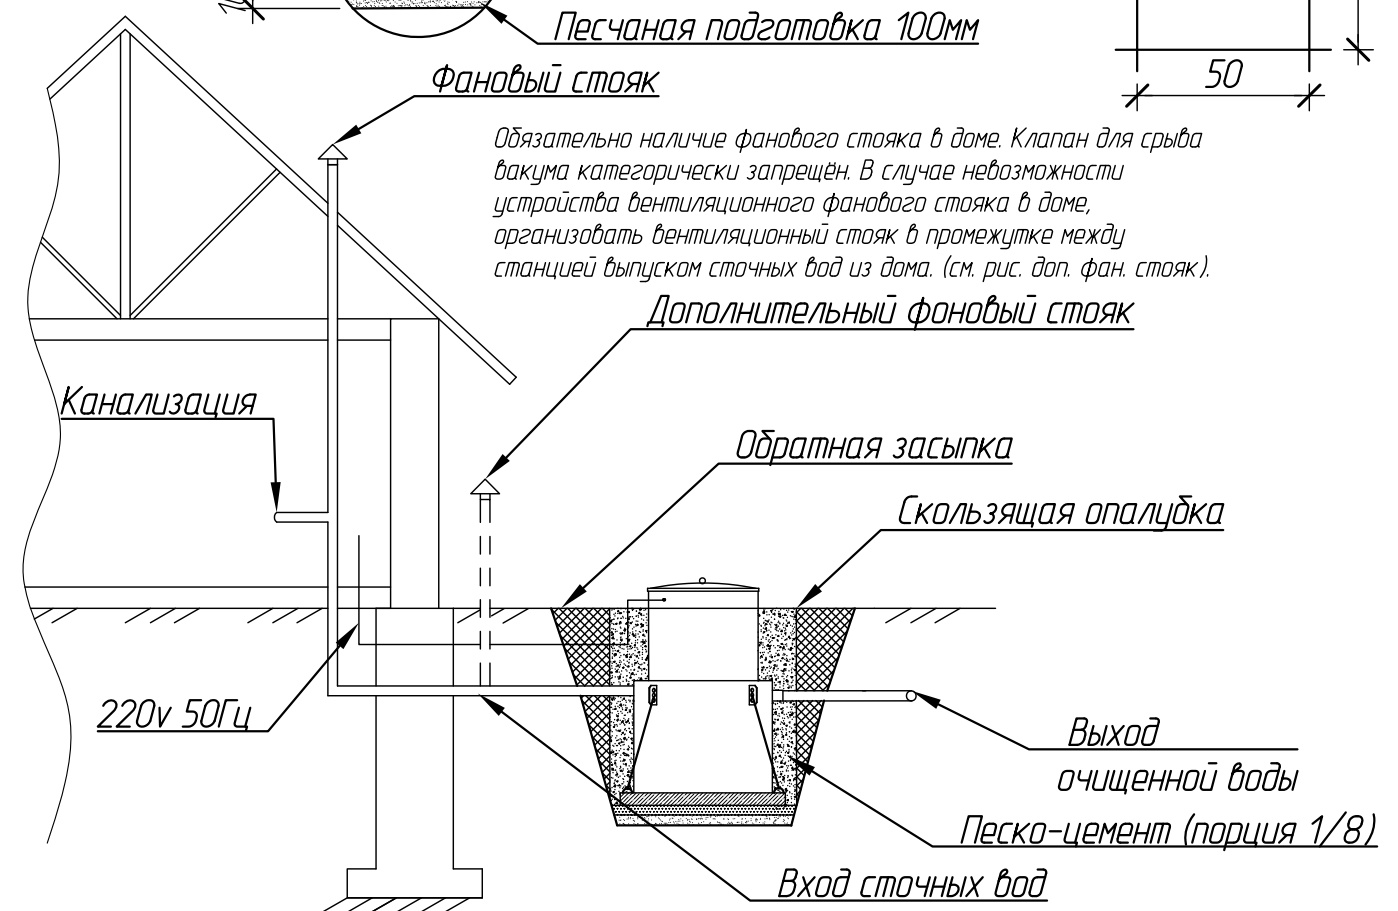 Песчаная подготовка 100мм
Фановый стояк
50
Обязательно наличие фанового стояка в доме. Клапан для срыва
вакума категорически запрещён. В случае невозможности
устройства вентиляционного фанового стояка в доме,
организовать вентиляционный стояк в промежутке между
станцией выпуском сточных вод из дома. (см. рис. доп. фан. стояк).
Дополнительный фоновый стояк
Канализация
Обратная засыпка
Скользящая опалубка
220v 50Гц
Выход
очищенной воды
Песко-цемент (порция 1/8)
Вход сточных вод